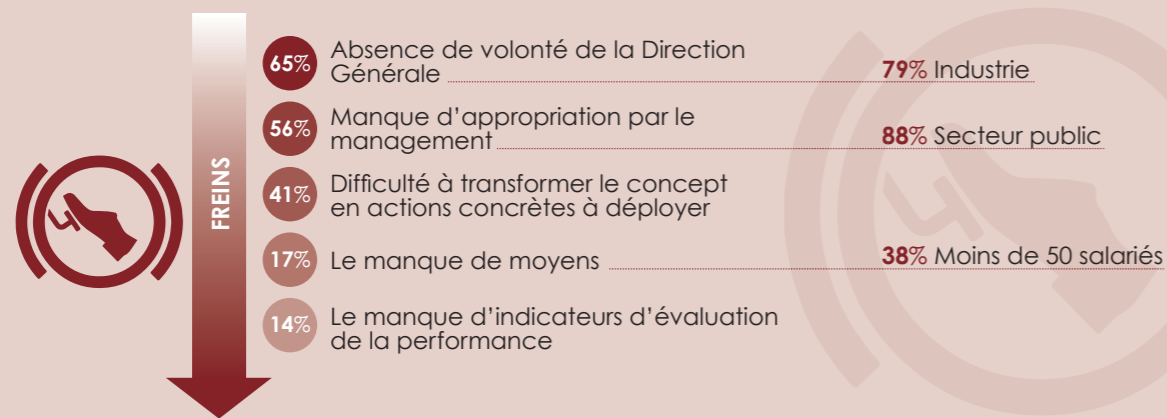 FREINS
65% Absence de volonté de la Direction
Générale 79% Industrie
56% Manque d’appropriation par le
management 88% Secteur public
41% Difficulté à transformer le concept
en actions concrètes à déployer
17% Le manque de moyens 38% Moins de 50 salariés
14% Le manque d’indicateurs d’évaluation
de la performance